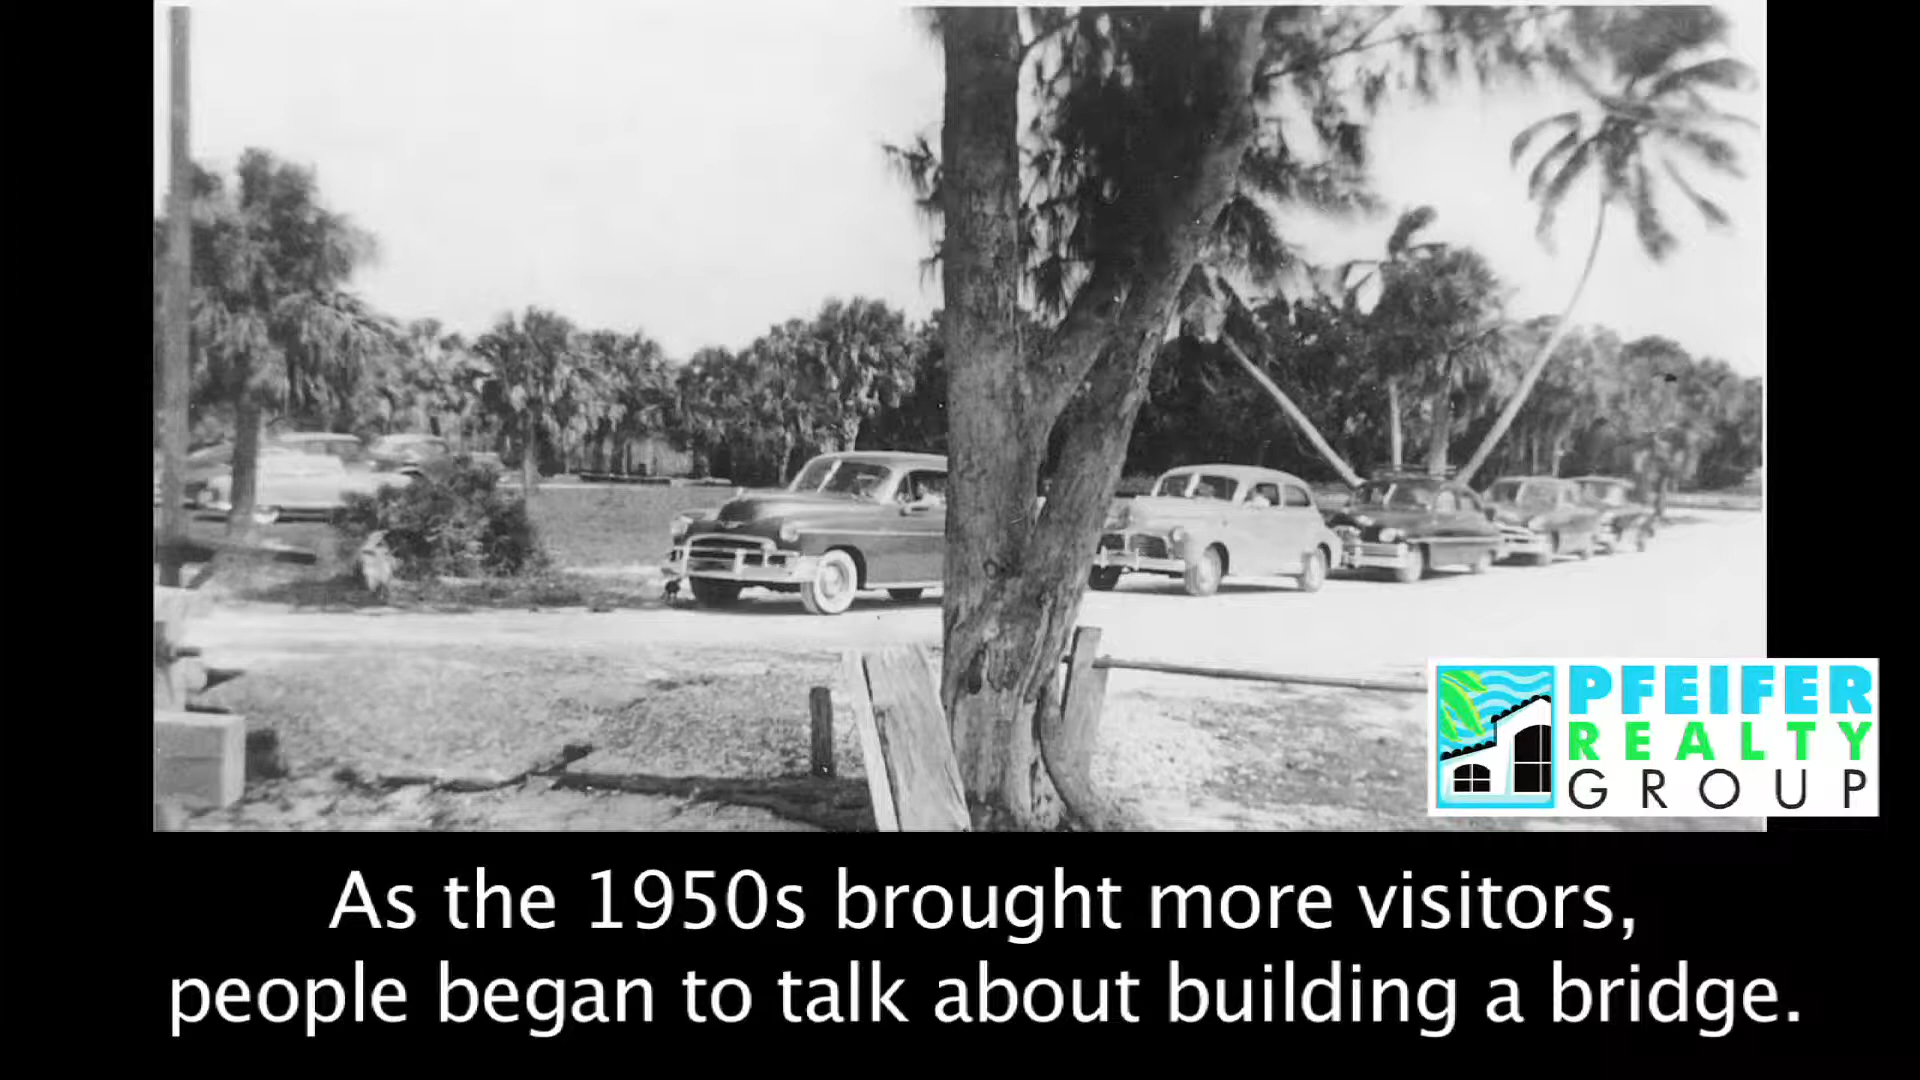 PFEIFER
REALTY
GROUP
As the 1950s brought more visitors,
people began to talk about building a bridge.